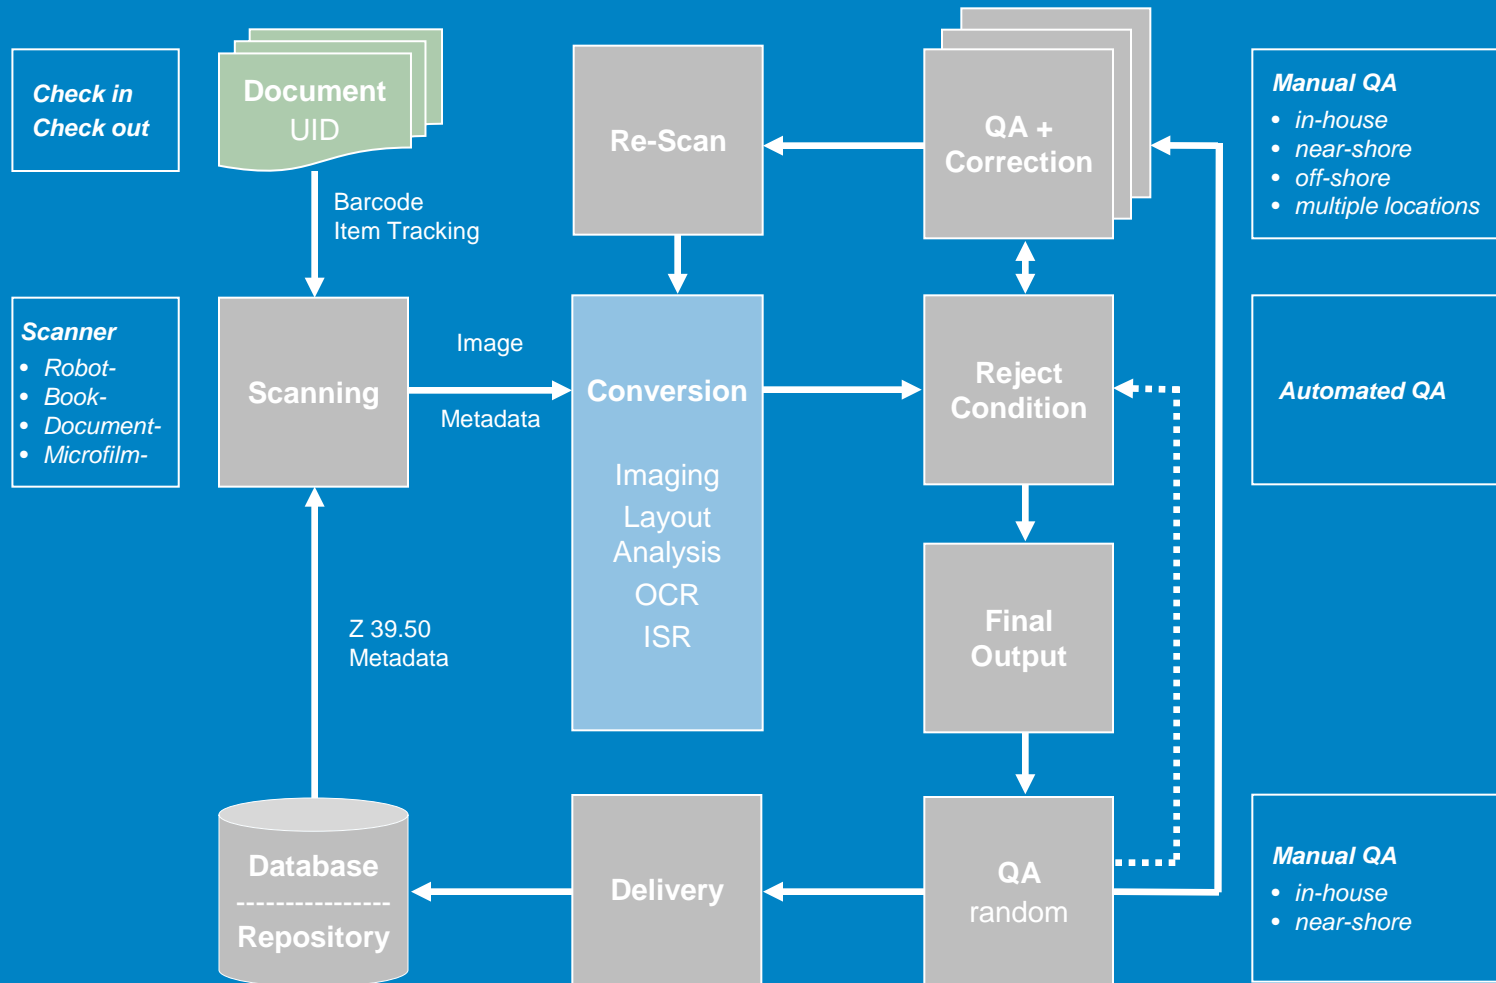 Check in
Check out
Document
UID
Re-Scan
QA +
Correction
Manual QA
• in-house
• near-shore
• off-shore
• multiple locations
Barcode
Item Tracking
Scanner
• Robot-
• Book-
• Document-
• Microfilm-
Scanning
Image
Metadata
Conversion
Imaging
Layout
Analysis
OCR
ISR
Reject
Condition
Automated QA
Z 39.50
Metadata
Final
Output
Database
----------------
Repository
Delivery
QA
random
Manual QA
• in-house
• near-shore